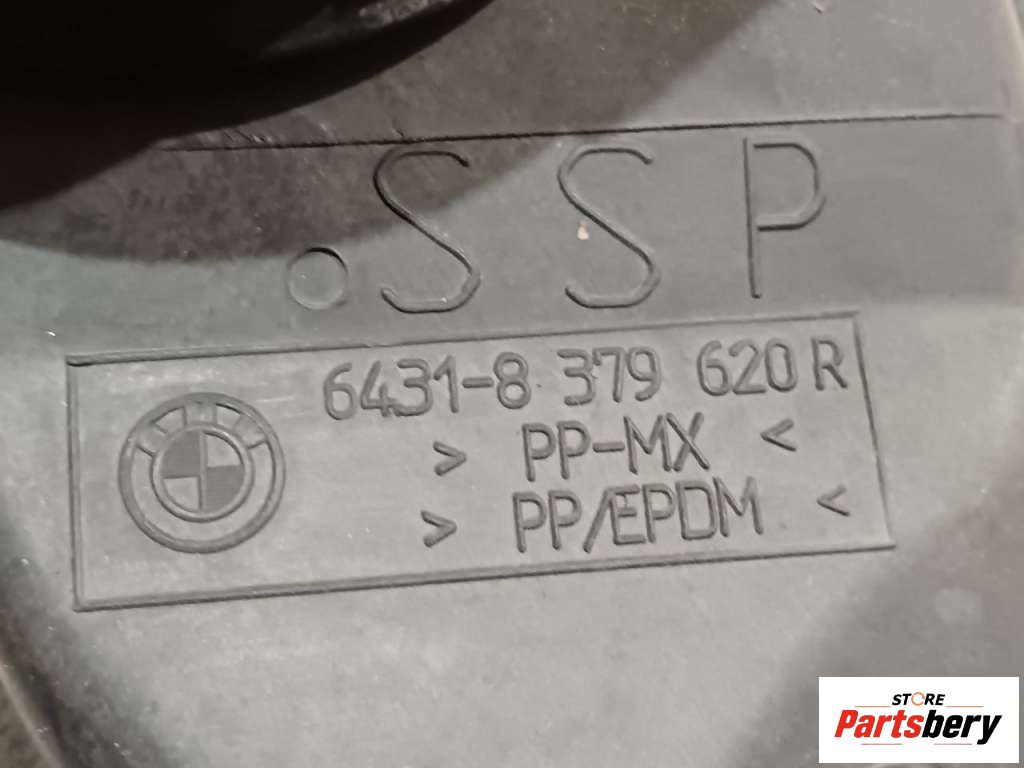 .SSP
6431-8 379 620 R
> PP-MX <
> PP/EPDM <
STORE
Partsbery